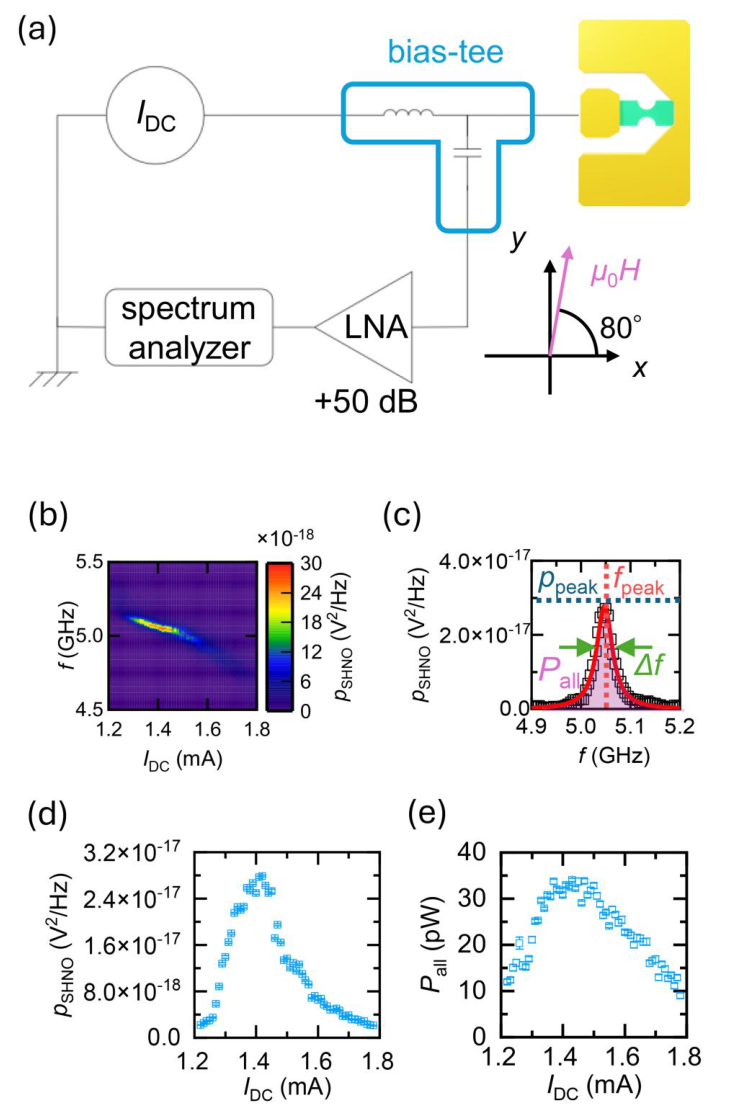 (a)
bias-tee
I_DC
y
μ₀H
80°
x
spectrum
analyzer
LNA
+50 dB
(b)
×10⁻¹⁸
5.5
5.0
4.5
f (GHz)
1.2 1.4 1.6 1.8
I_DC (mA)
30
24
18
12
6
0
p_SHNO (V²/Hz)
(c)
4.0×10⁻¹⁷
2.0×10⁻¹⁷
0.0
p_SHNO (V²/Hz)
p_peak
f_peak
P_all
Δf
4.9 5.0 5.1 5.2
f (GHz)
(d)
3.2×10⁻¹⁷
2.4×10⁻¹⁷
1.6×10⁻¹⁷
8.0×10⁻¹⁸
0.0
p_SHNO (V²/Hz)
1.2 1.4 1.6 1.8
I_DC (mA)
(e)
40
30
20
10
0
P_all (pW)
1.2 1.4 1.6 1.8
I_DC (mA)